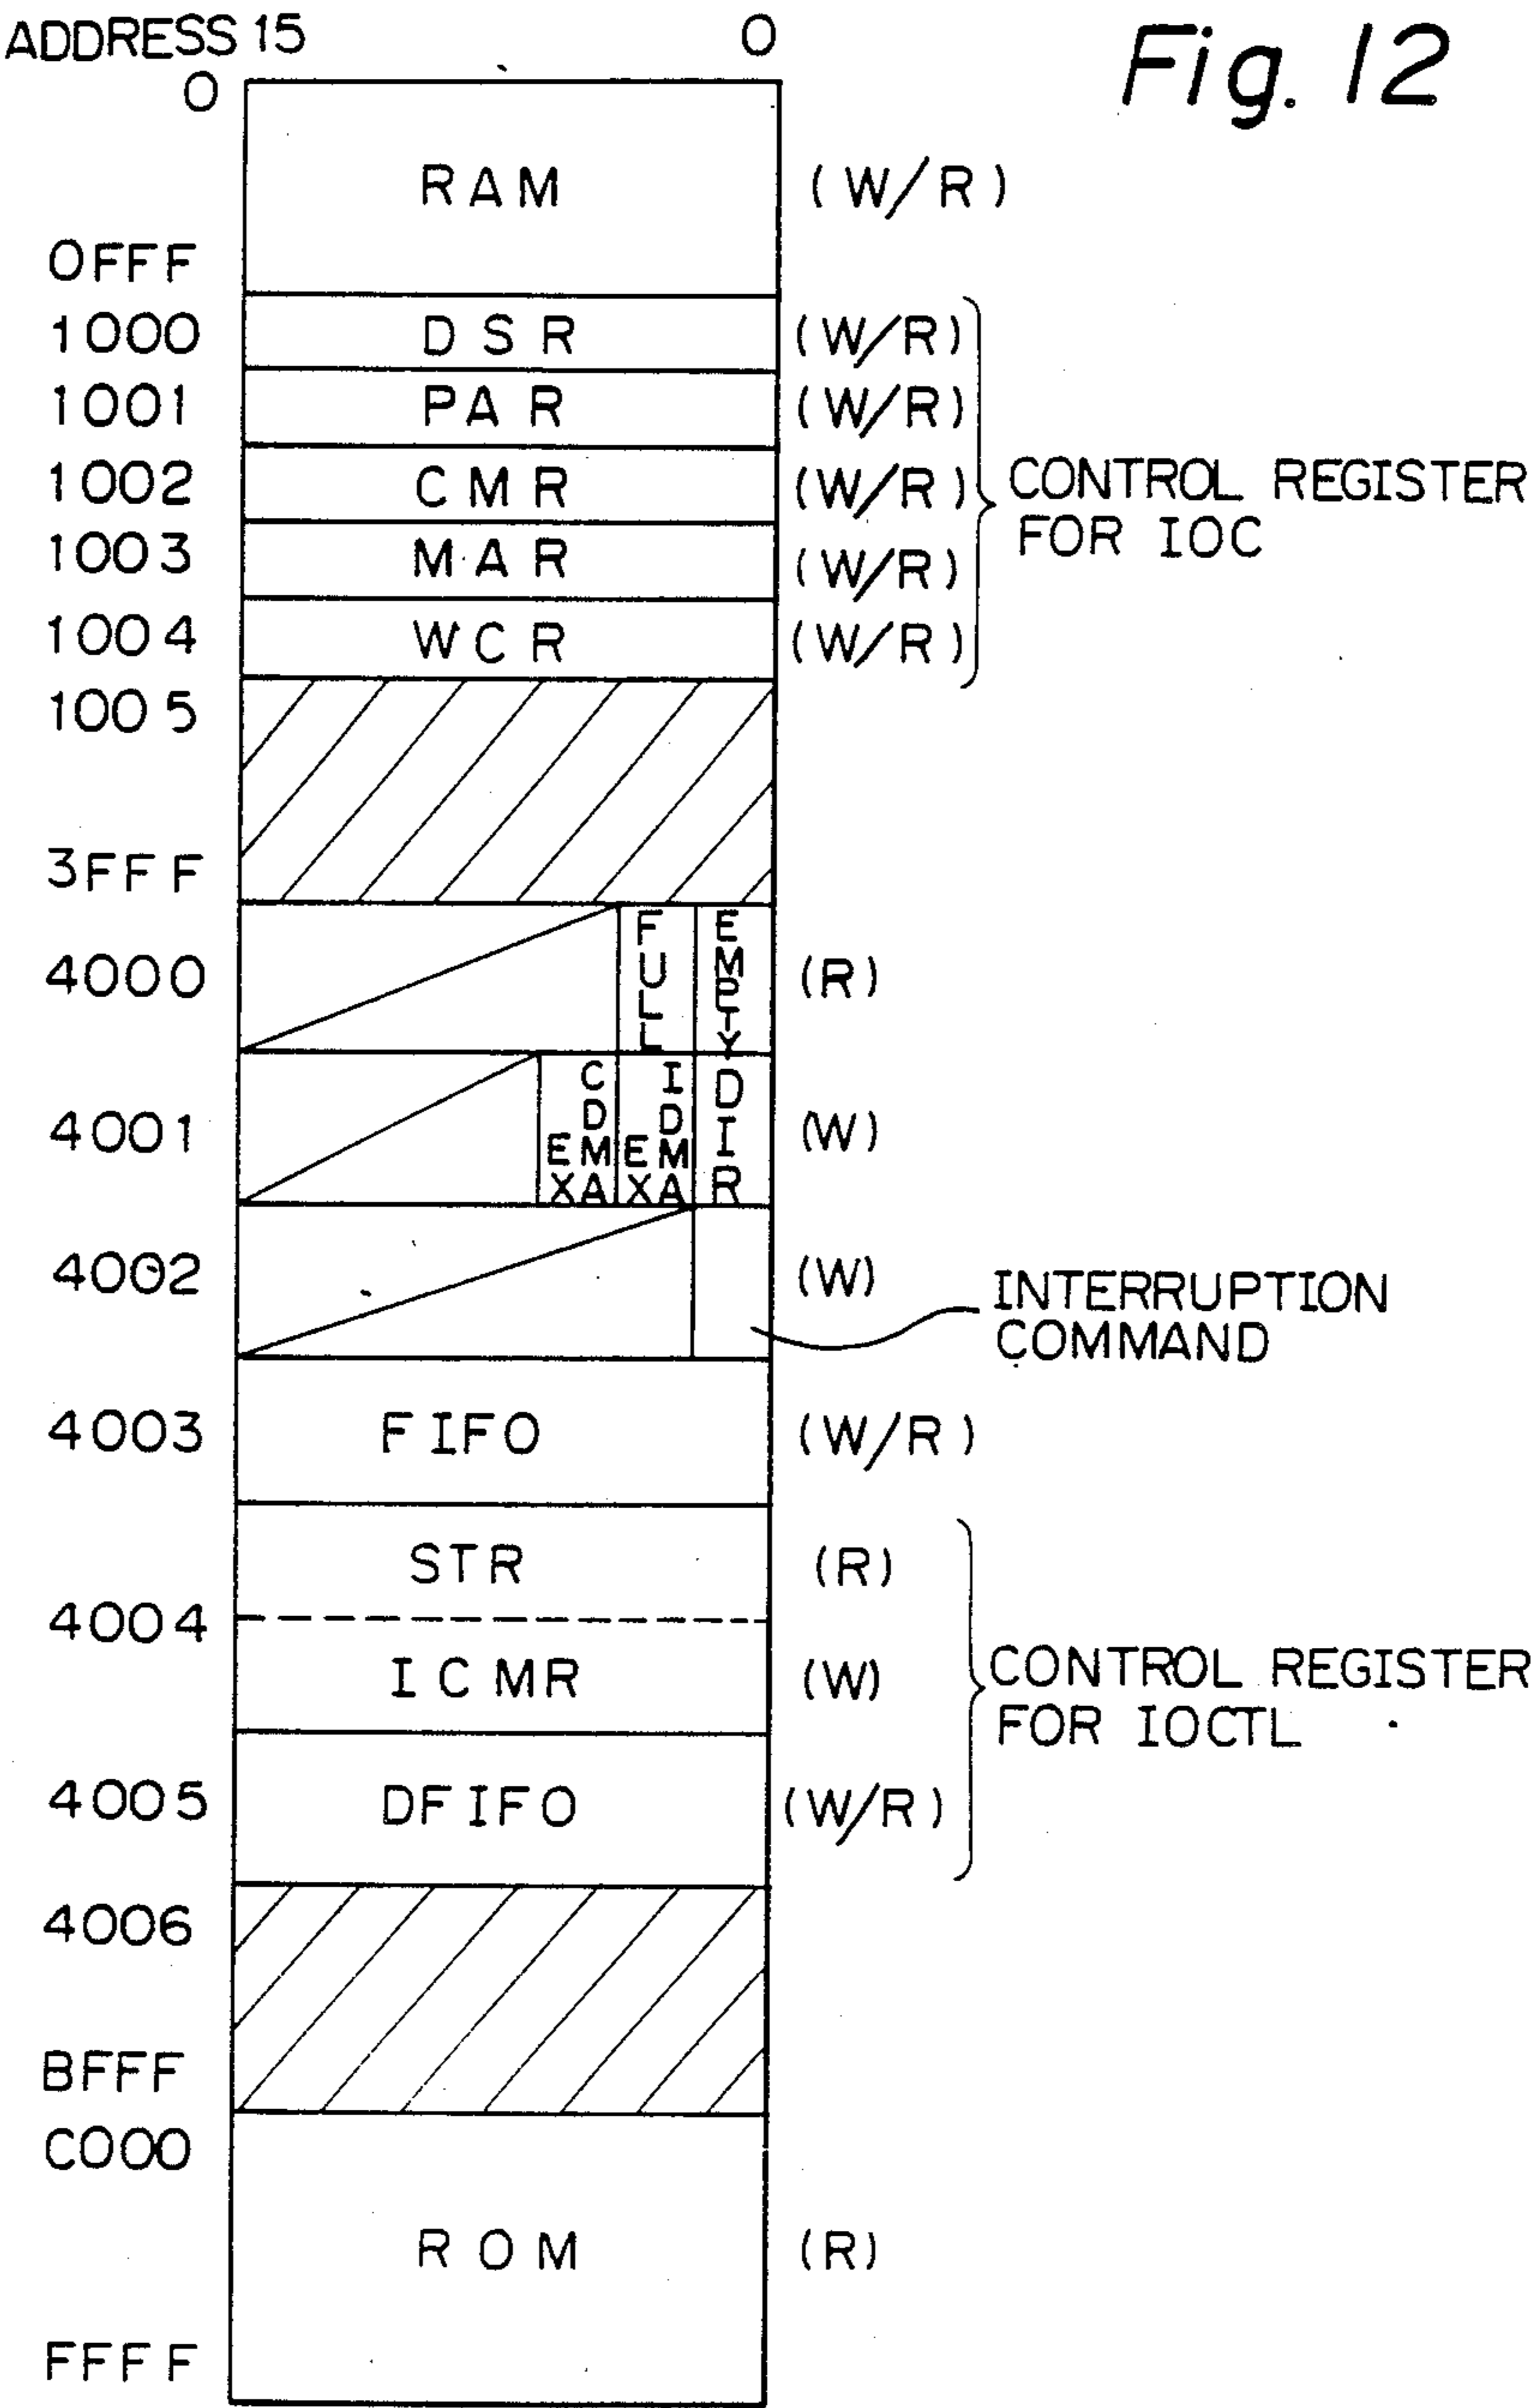 Fig. 12
ADDRESS 15 0
0
RAM (W/R)
0FFF
1000 DSR (W/R)
1001 PAR (W/R)
1002 CMR (W/R)
1003 MAR (W/R)
1004 WCR (W/R)
CONTROL REGISTER
FOR IOC
1005
3FFF
4000 FULL EMPTY (R)
4001 CDMA EX IDMA EX DIR (W)
4002 (W)
INTERRUPTION
COMMAND
4003 FIFO (W/R)
STR (R)
4004
ICMR (W)
CONTROL REGISTER
FOR IOCTL
4005 DFIFO (W/R)
4006
BFFF
C000
ROM (R)
FFFF